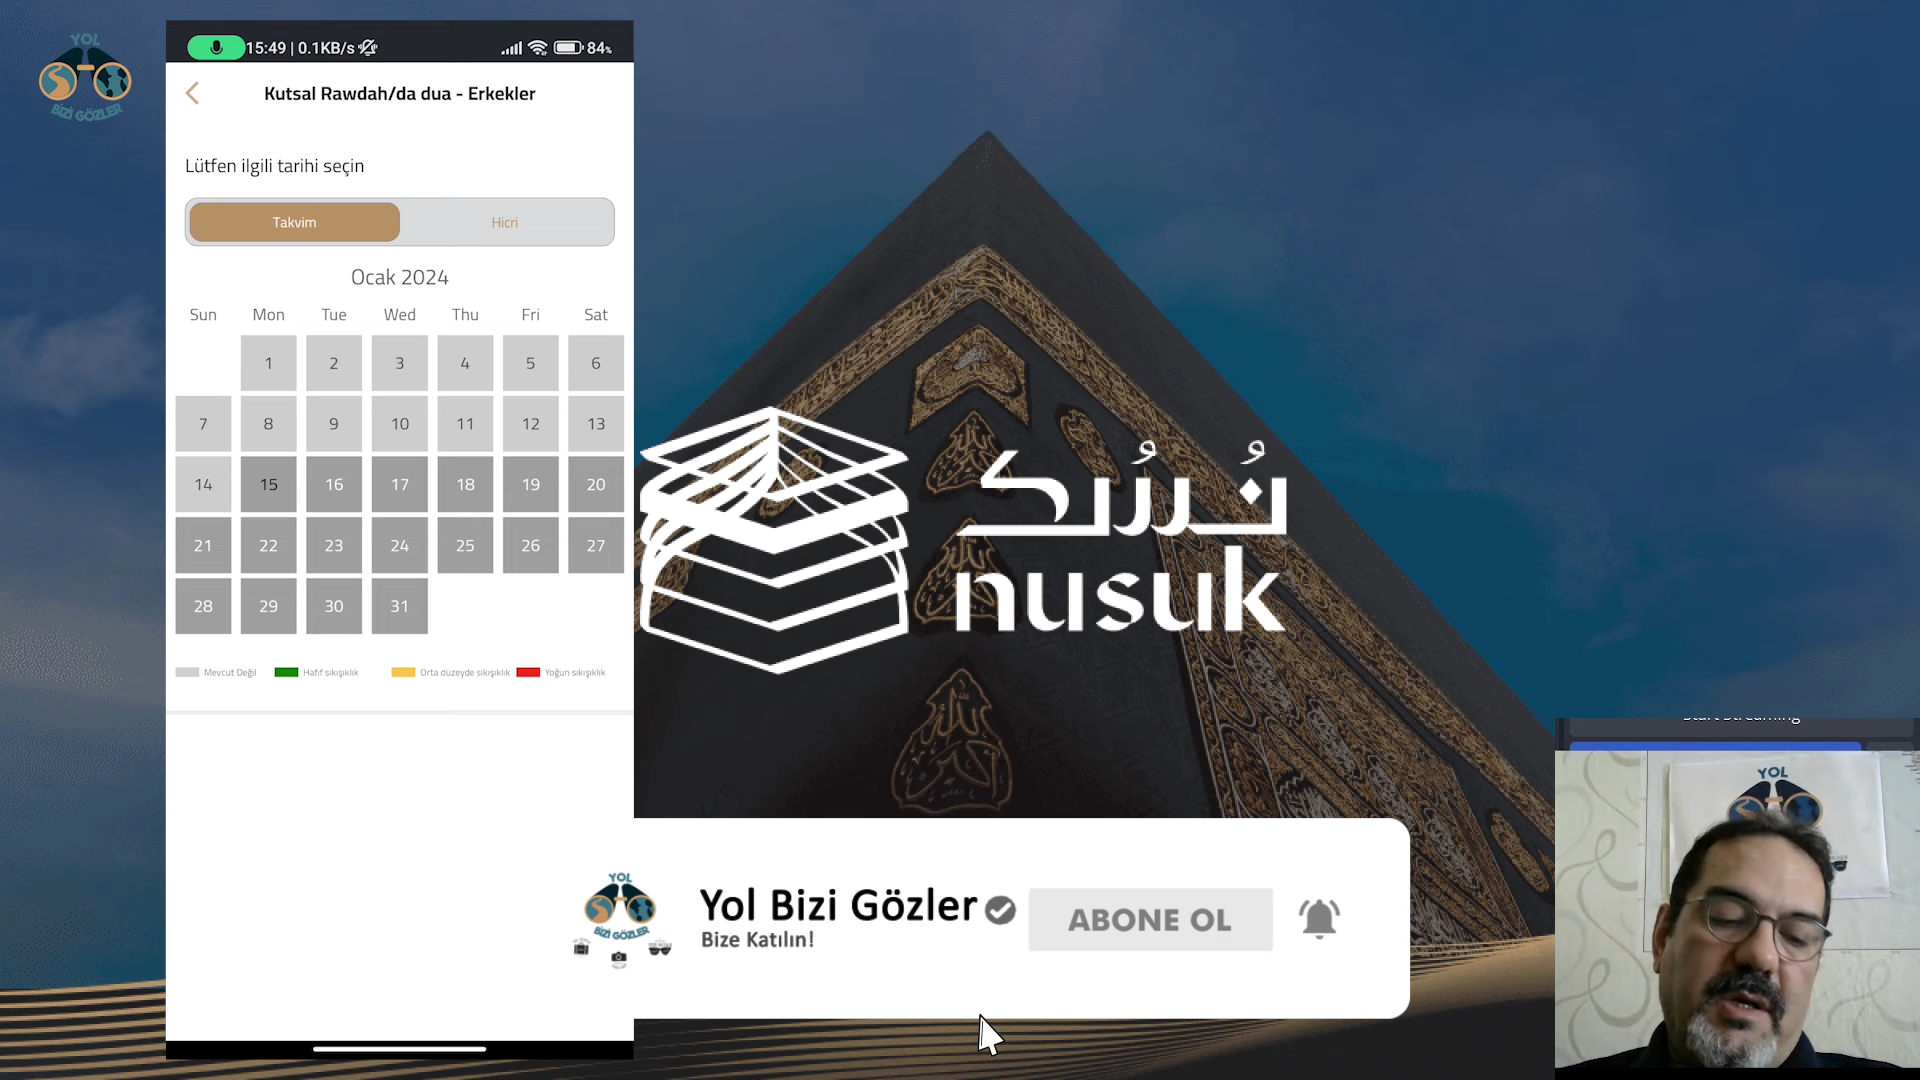 YOL
BİZİ GÖZLER
15:49 | 0.1KB/s
84%
Kutsal Rawdah/da dua - Erkekler
Lütfen ilgili tarihi seçin
Takvim Hicri
Ocak 2024
Sun Mon Tue Wed Thu Fri Sat
1 2 3 4 5 6
7 8 9 10 11 12 13
14 15 16 17 18 19 20
21 22 23 24 25 26 27
28 29 30 31
Mevcut Değil Hafif sıkışıklık Orta düzeyde sıkışıklık Yoğun sıkışıklık
نُسُك
nusuk
YOL
BİZİ GÖZLER
Yol Bizi Gözler
Bize Katılın!
ABONE OL
Start Streaming
YOL